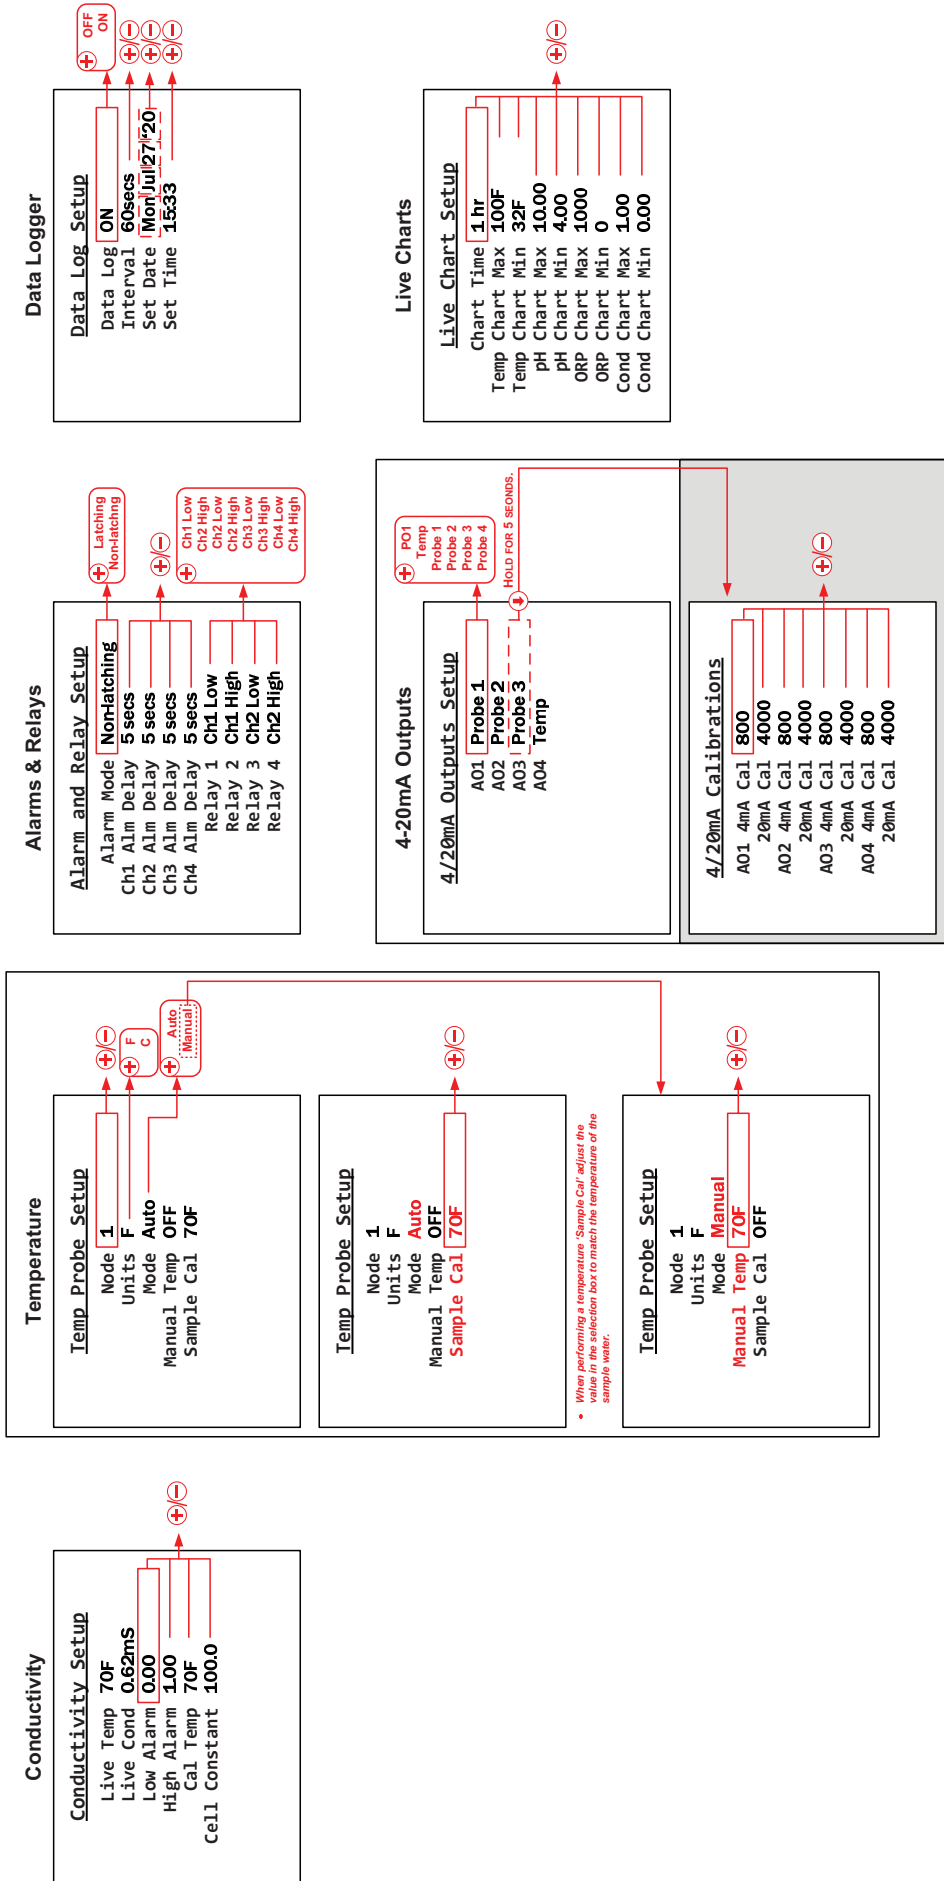 Conductivity
Conductivity Setup
Live Temp 70F
Live Cond 0.62mS
Low Alarm 0.00
High Alarm 1.00
Cal Temp 70F
Cell Constant 100.0
+/−
Temperature
Temp Probe Setup
Node 1
Units F
Mode Auto
Manual Temp OFF
Sample Cal 70F
+/−
+ F
C
+ Auto
Manual
Temp Probe Setup
Node 1
Units F
Mode Auto
Manual Temp OFF
Sample Cal 70F
+/−
• When performing a temperature 'Sample Cal' adjust the
value in the selection box to match the temperature of the
sample water.
Temp Probe Setup
Node 1
Units F
Mode Manual
Manual Temp 70F
Sample Cal OFF
+/−
Alarms & Relays
Alarm and Relay Setup
Alarm Mode Non-latching
Ch1 Alm Delay 5 secs
Ch2 Alm Delay 5 secs
Ch3 Alm Delay 5 secs
Ch4 Alm Delay 5 secs
Relay 1 Ch1 Low
Relay 2 Ch1 High
Relay 3 Ch2 Low
Relay 4 Ch2 High
+ Latching
Non-latchng
+/−
+ Ch1 Low
Ch2 High
Ch2 Low
Ch2 High
Ch3 Low
Ch3 High
Ch4 Low
Ch4 High
4-20mA Outputs
4/20mA Outputs Setup
AO1 Probe 1
AO2 Probe 2
AO3 Probe 3
AO4 Temp
+ PO1
Temp
Probe 1
Probe 2
Probe 3
Probe 4
HOLD FOR 5 SECONDS.
4/20mA Calibrations
AO1 4mA Cal 800
20mA Cal 4000
AO2 4mA Cal 800
20mA Cal 4000
AO3 4mA Cal 800
20mA Cal 4000
AO4 4mA Cal 800
20mA Cal 4000
+/−
Data Logger
Data Log Setup
Data Log ON
Interval 60secs
Set Date Mon Jul 27 '20
Set Time 15:33
+ OFF
ON
+/−
+/−
+/−
Live Charts
Live Chart Setup
Chart Time 1 hr
Temp Chart Max 100F
Temp Chart Min 32F
pH Chart Max 10.00
pH Chart Min 4.00
ORP Chart Max 1000
ORP Chart Min 0
Cond Chart Max 1.00
Cond Chart Min 0.00
+/−